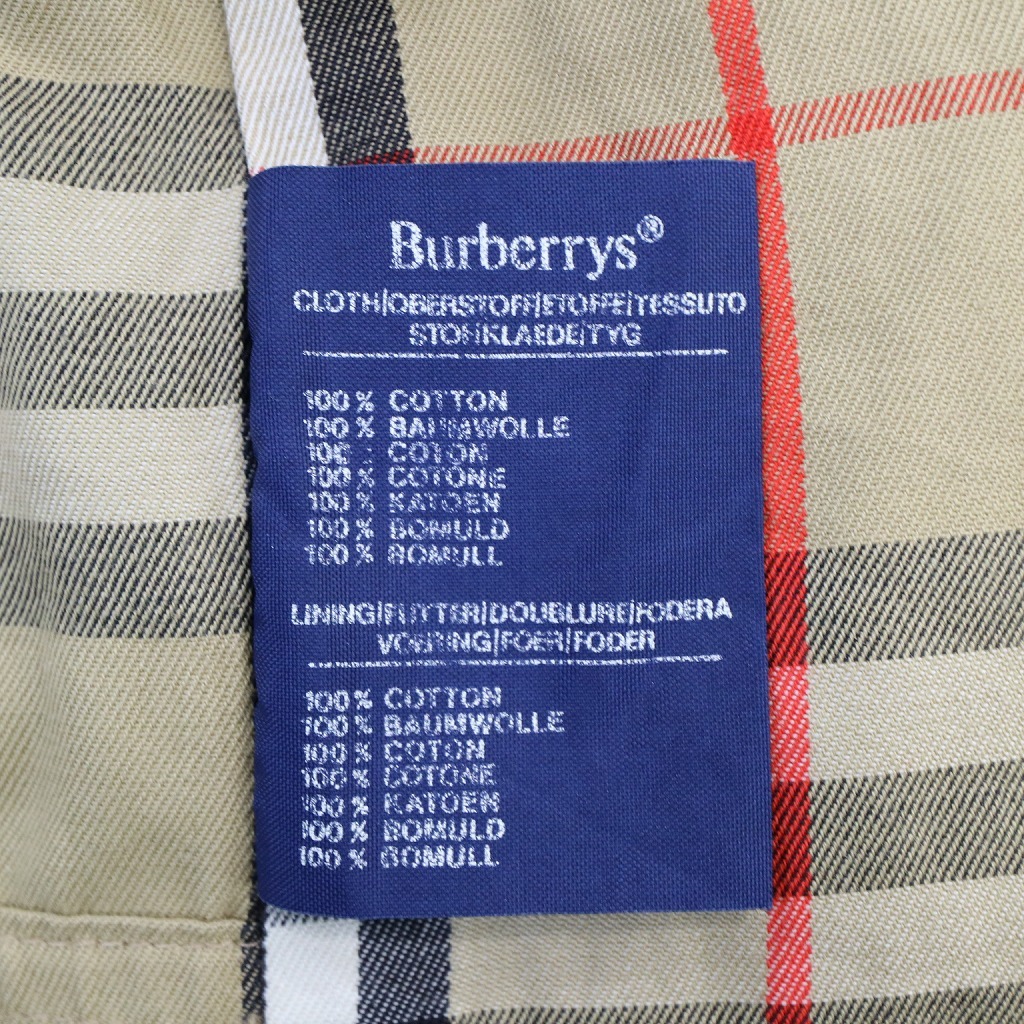 Burberrys®
CLOTH/OBERSTOFF/ETOFFE/TESSUTO
STOF/KLAEDE/TYG
100 % COTTON
100 % BAUMWOLLE
100 % COTON
100 % COTONE
100 % KATOEN
100 % BOMULD
100 % BOMULL
LINING/FUTTER/DOUBLURE/FODERA
VOERING/FOER/FODER
100 % COTTON
100 % BAUMWOLLE
100 % COTON
100 % COTONE
100 % KATOEN
100 % BOMULD
100 % BOMULL